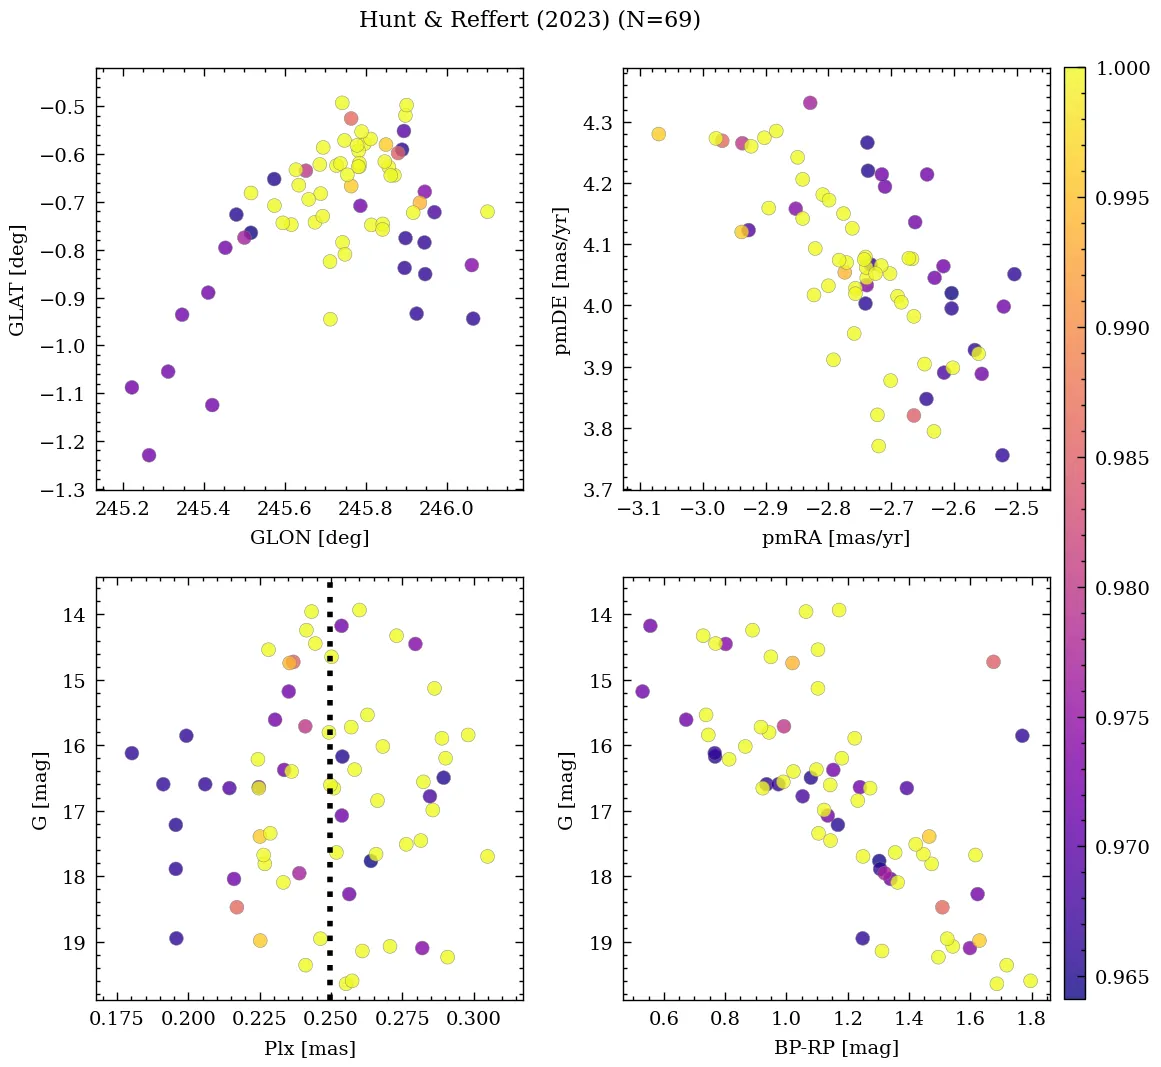 Hunt & Reffert (2023) (N=69)
−0.5
−0.6
−0.7
−0.8
−0.9
−1.0
−1.1
−1.2
−1.3
GLAT [deg]
245.2 245.4 245.6 245.8 246.0
GLON [deg]
4.3
4.2
4.1
4.0
3.9
3.8
3.7
pmDE [mas/yr]
−3.1 −3.0 −2.9 −2.8 −2.7 −2.6 −2.5
pmRA [mas/yr]
14
15
16
17
18
19
G [mag]
0.175 0.200 0.225 0.250 0.275 0.300
Plx [mas]
14
15
16
17
18
19
G [mag]
0.6 0.8 1.0 1.2 1.4 1.6 1.8
BP-RP [mag]
1.000
0.995
0.990
0.985
0.980
0.975
0.970
0.965